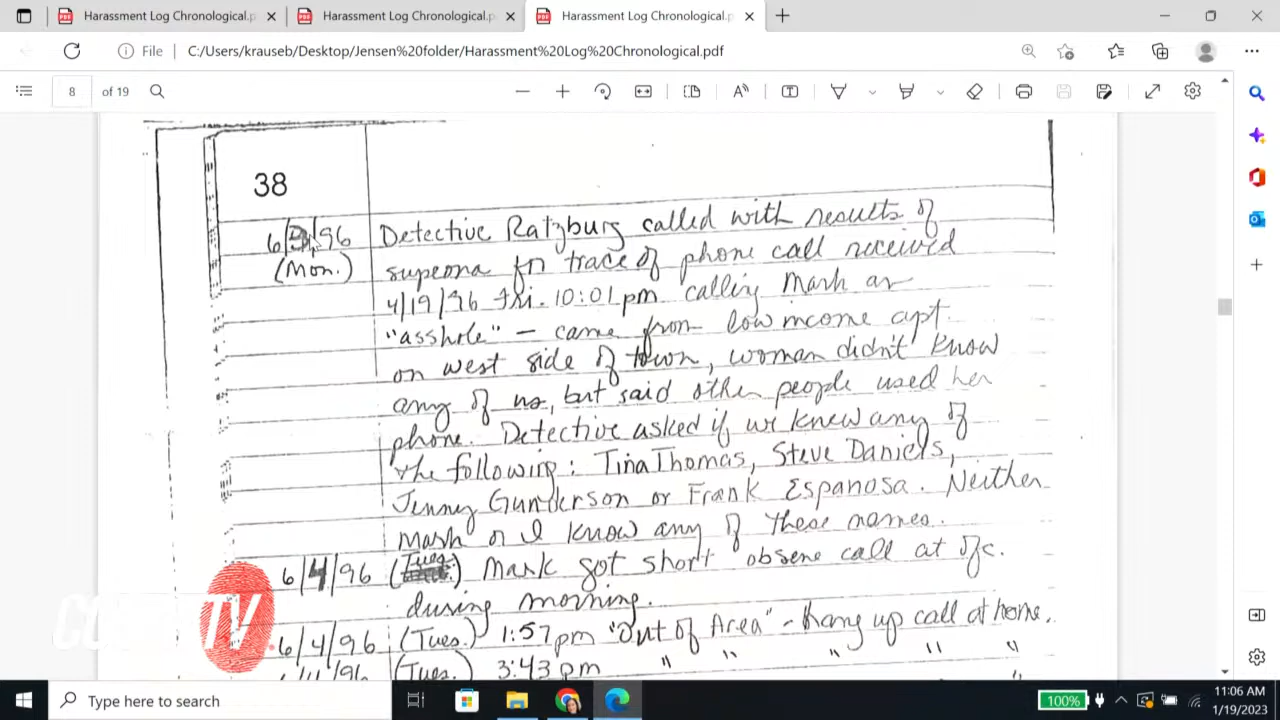 Harassment Log Chronological.p
Harassment Log Chronological.p
Harassment Log Chronological.p
File
C:/Users/krauseb/Desktop/Jensen%20folder/Harassment%20Log%20Chronological.pdf
8 of 19
38
6/3/96 Detective Ratzburg called with results of
(Mon.) supeona for trace of phone call received
4/19/96 Fri. 10:01 pm calling Mark an
"asshole" - came from low income apt.
on west side of town, woman didn't know
any of us, but said other people used her
phone. Detective asked if we knew any of
the following: Tina Thomas, Steve Daniels,
Jenny Gunderson or Frank Espanosa. Neither
Mark or I know any of these names.
6/4/96 (Tues.) Mark got short obsene call at ofc.
during morning.
6/4/96 (Tues.) 1:57 pm "Out of Area" - hang up call at home.
(Tues.) 3:43 pm " " " " "
TV
Type here to search
100%
11:06 AM
1/19/2023